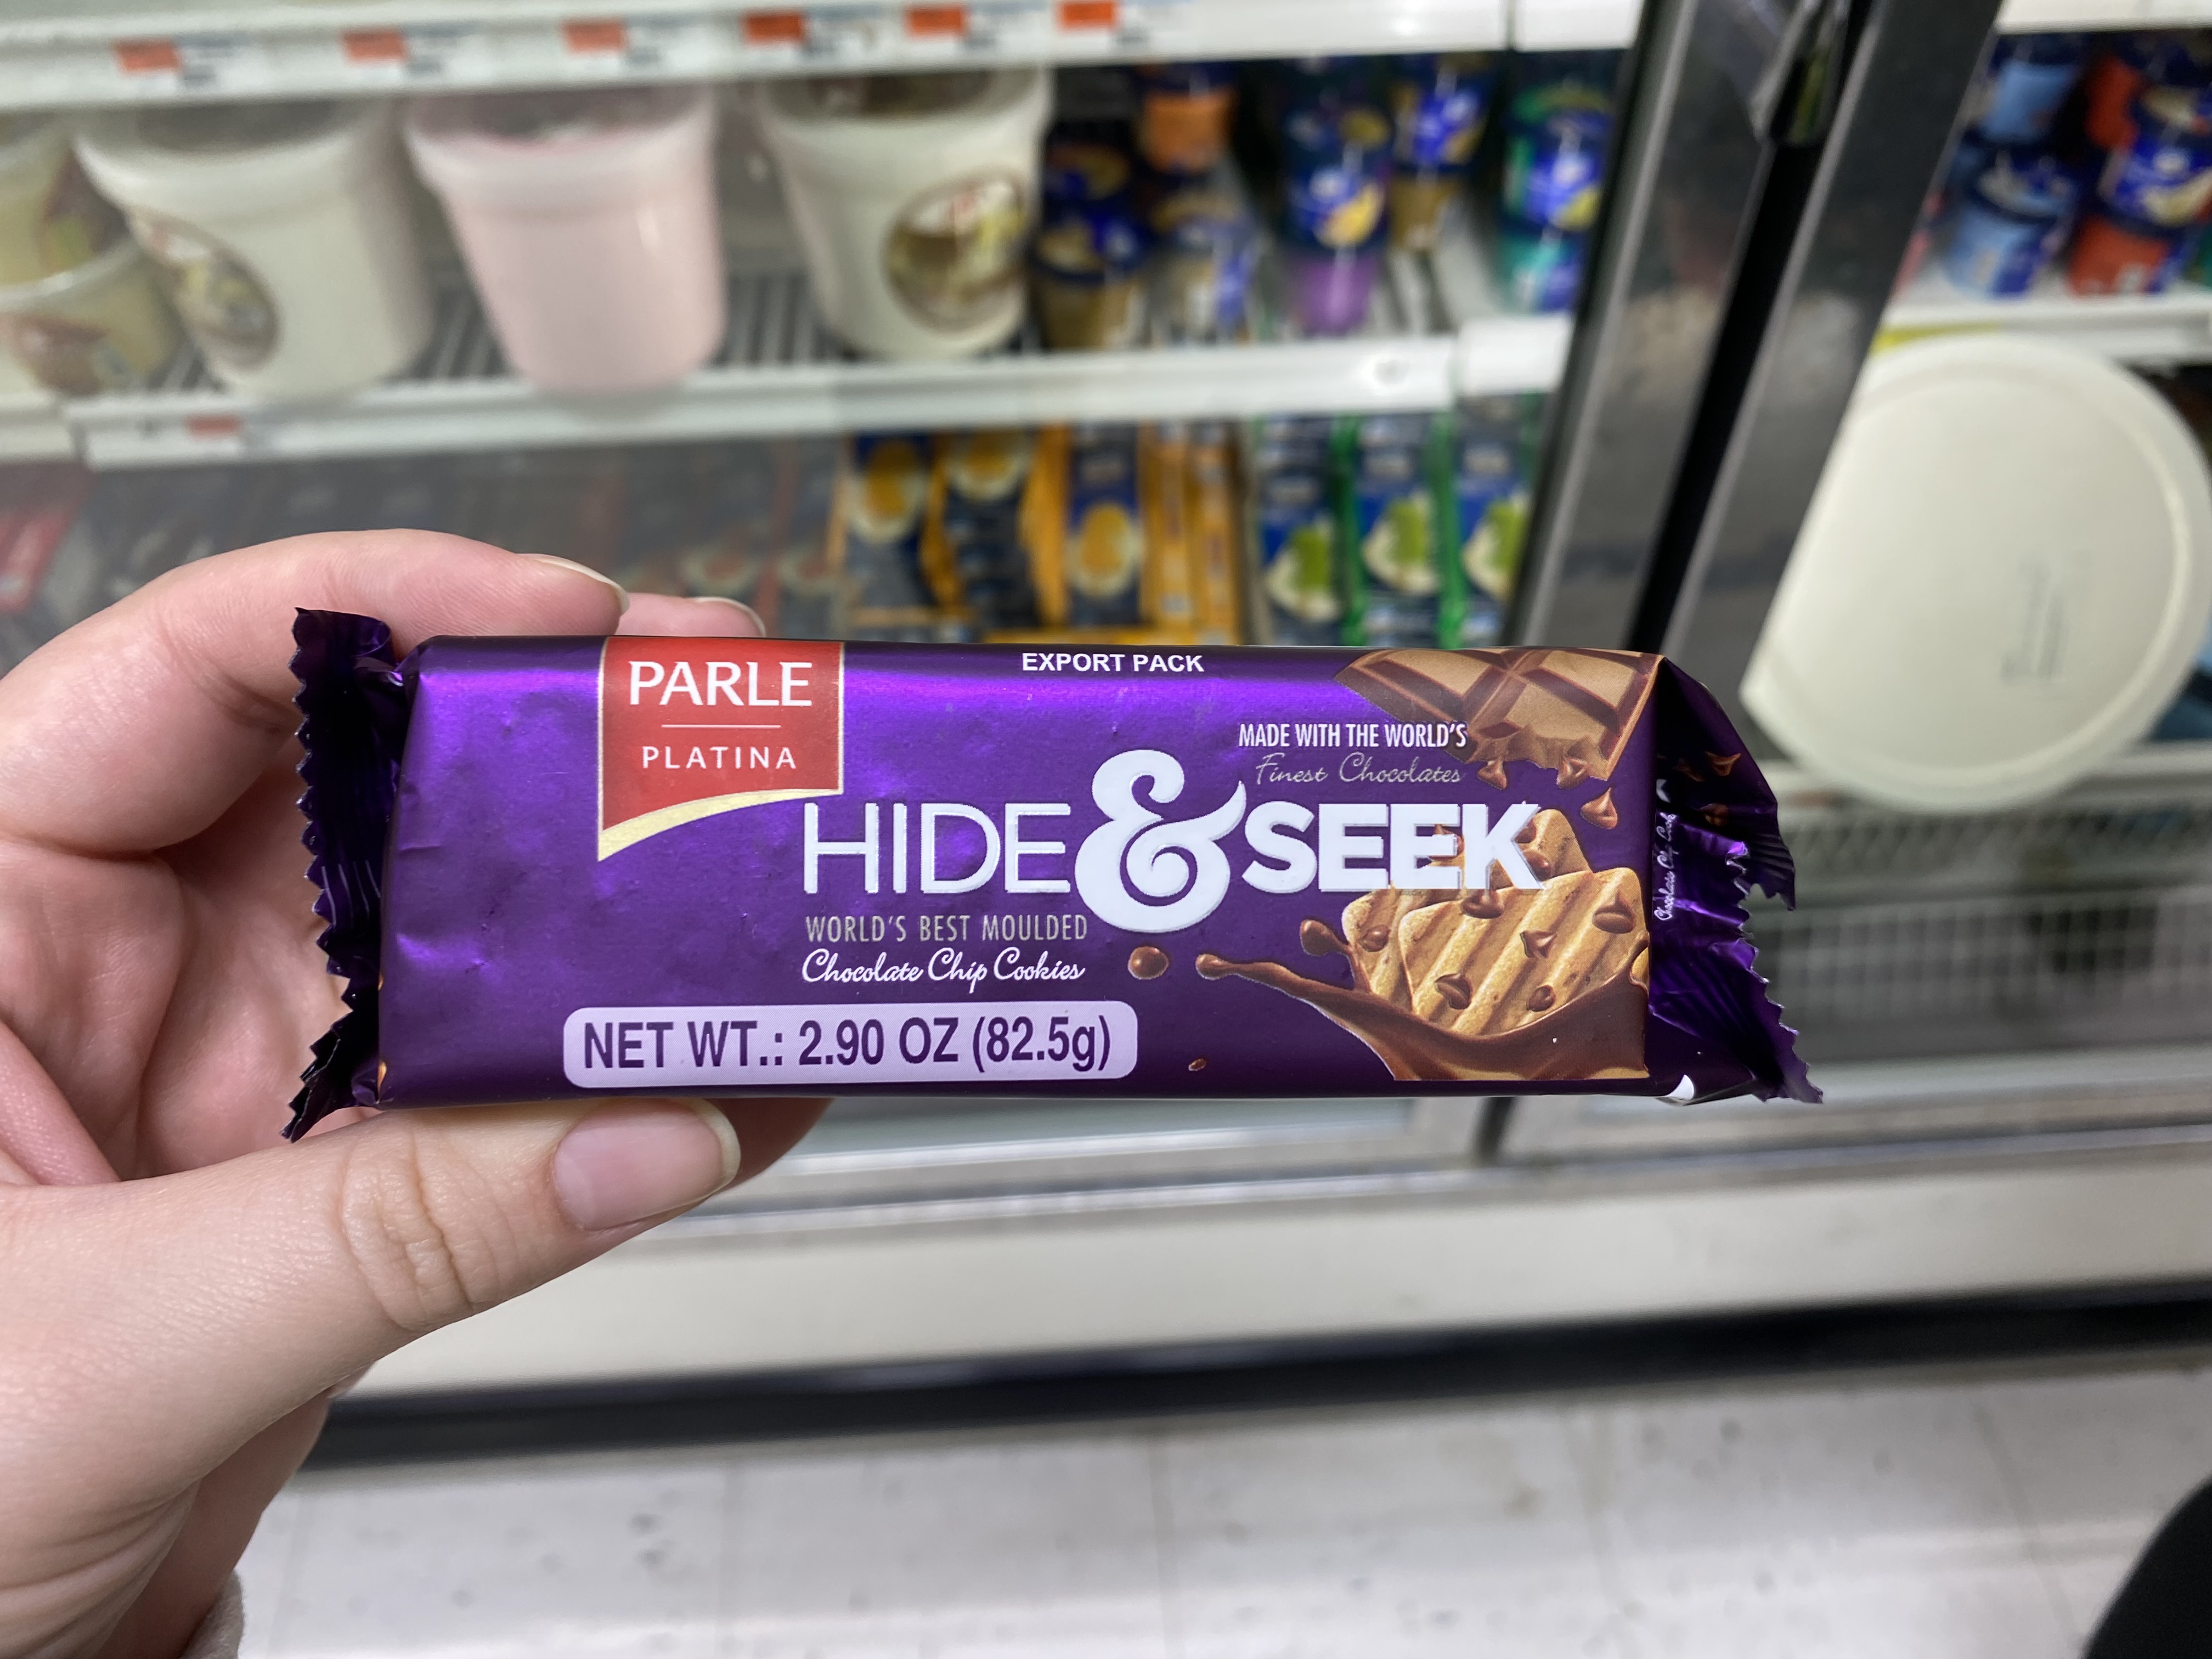 PARLE
PLATINA
EXPORT PACK
MADE WITH THE WORLD'S
Finest Chocolates
HIDE & SEEK
WORLD'S BEST MOULDED
Chocolate Chip Cookies
NET WT.: 2.90 OZ (82.5g)